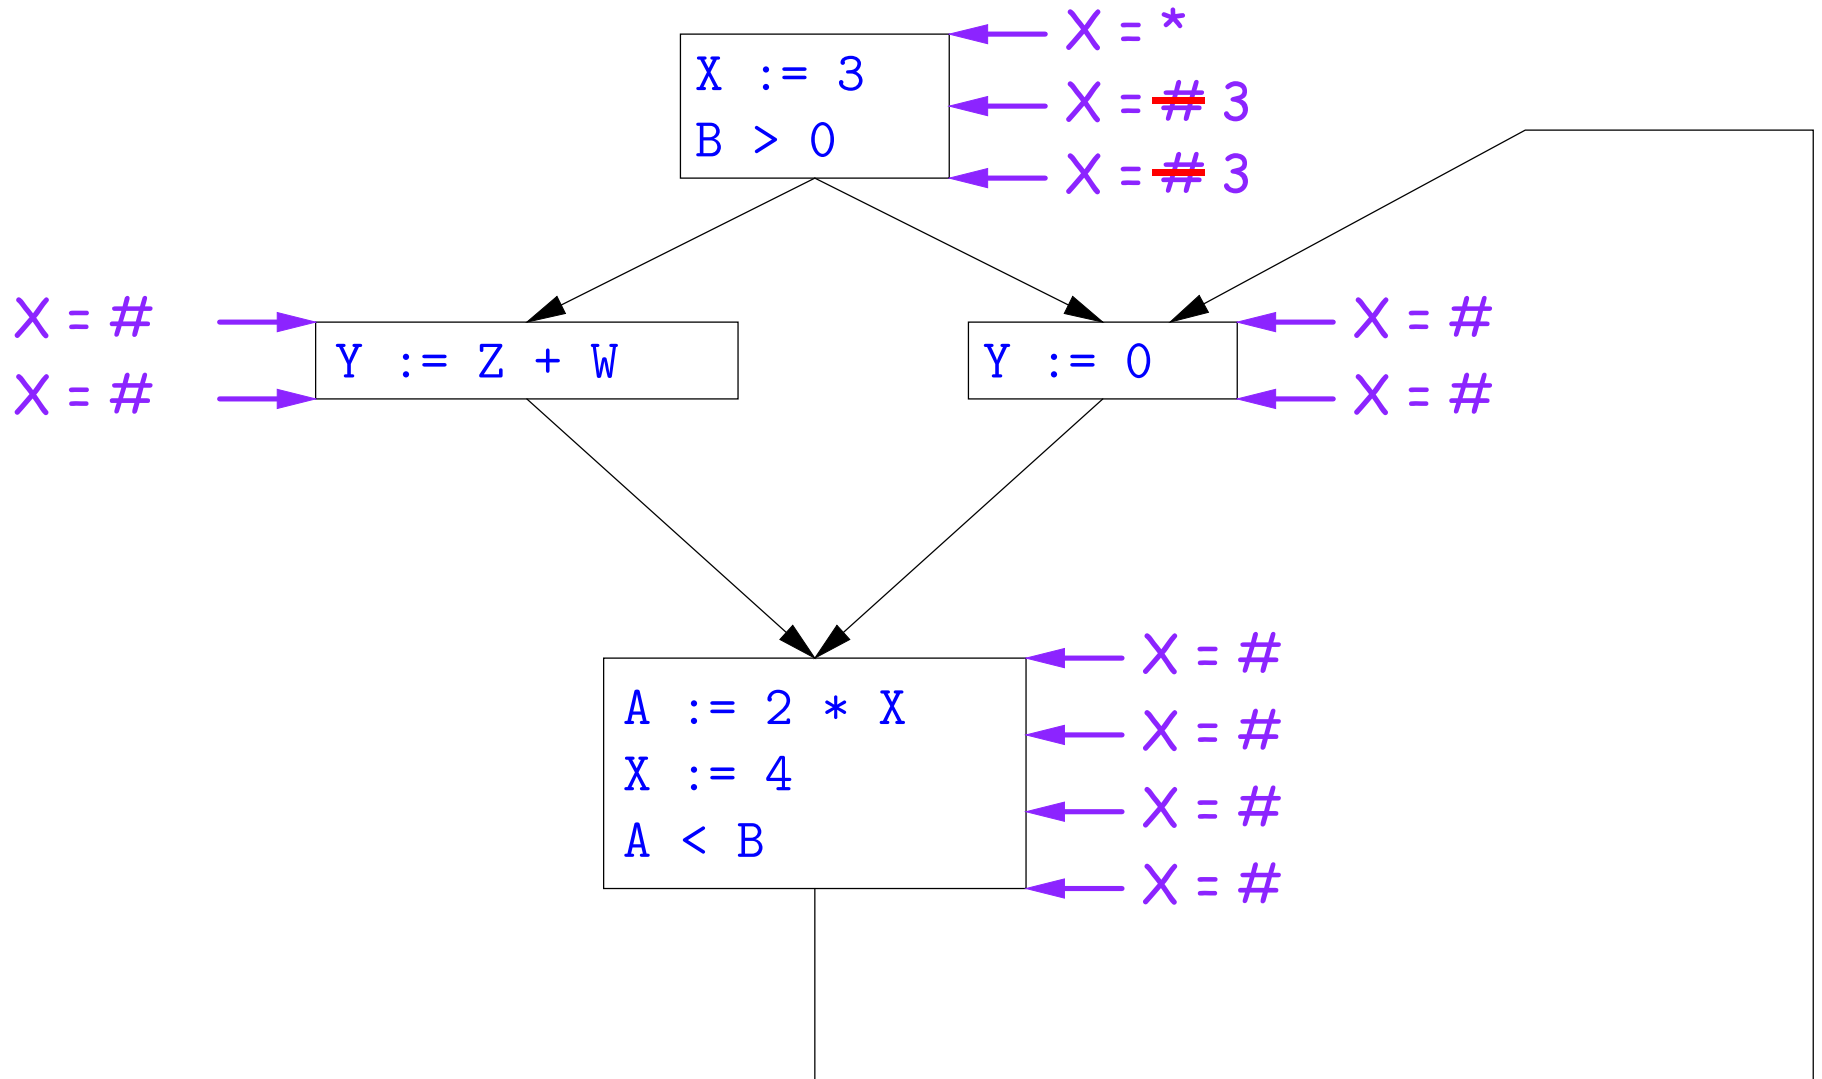 X = *
X := 3
X = # 3
B > 0
X = # 3
X = #
Y := Z + W
X = #
X = #
Y := 0
X = #
X = #
A := 2 * X
X = #
X := 4
X = #
A < B
X = #